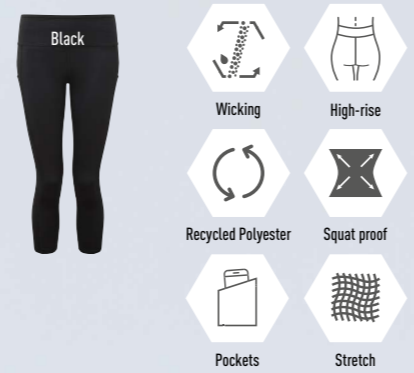 Black
Wicking
High-rise
Recycled Polyester
Squat proof
Pockets
Stretch